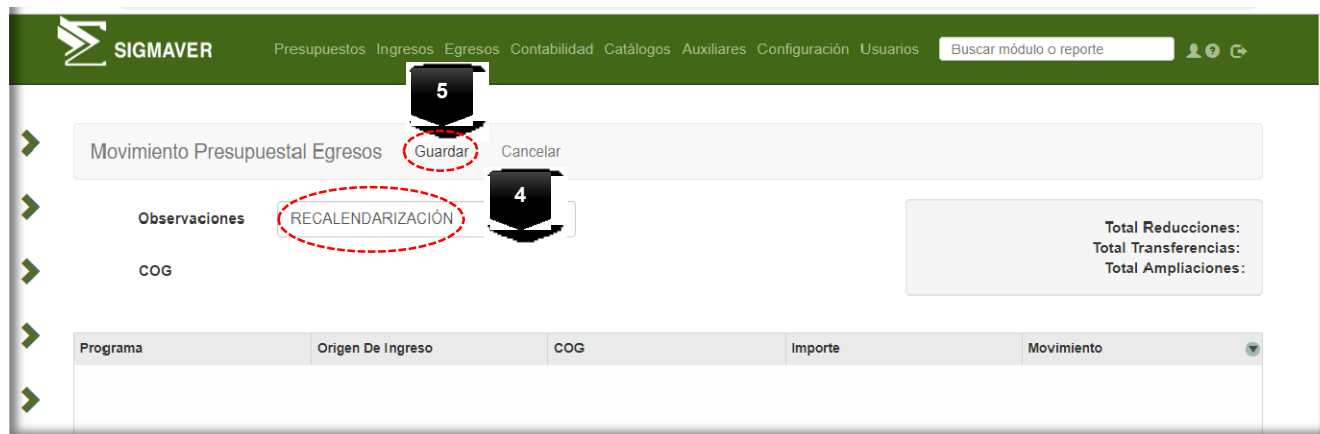 SIGMAVER Presupuestos Ingresos Egresos Contabilidad Catálogos Auxiliares Configuración Usuarios Buscar módulo o reporte
5
Movimiento Presupuestal Egresos Guardar Cancelar
4
Observaciones RECALENDARIZACIÓN
Total Reducciones:
Total Transferencias:
Total Ampliaciones:
COG
Programa Origen De Ingreso COG Importe Movimiento